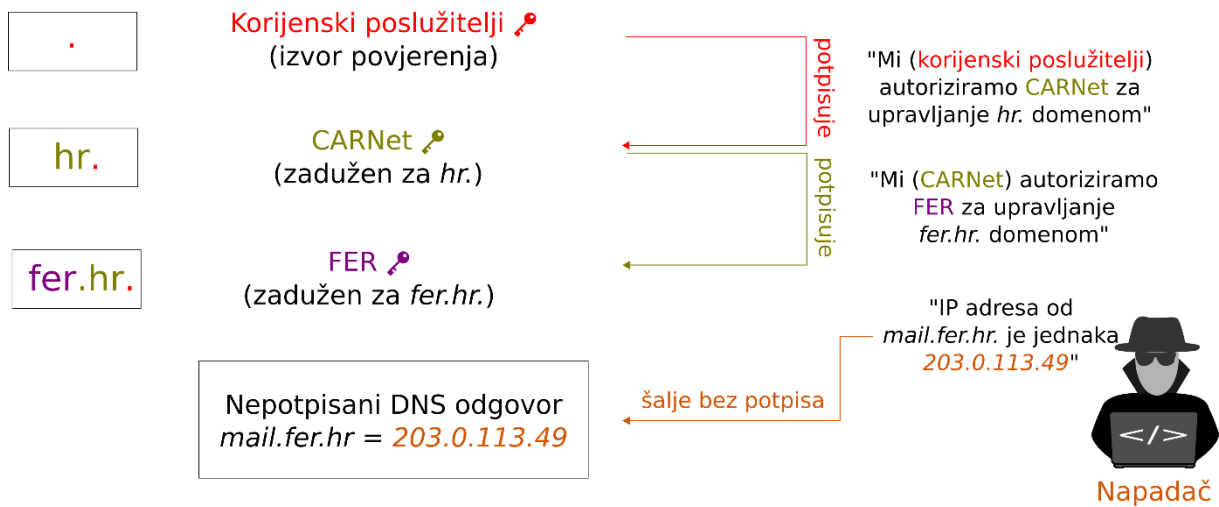 .
Korijenski poslužitelji
(izvor povjerenja)
potpisuje
"Mi (korijenski poslužitelji)
autoriziramo CARNet za
upravljanje hr. domenom"
hr.
CARNet
(zadužen za hr.)
potpisuje
"Mi (CARNet) autoriziramo
FER za upravljanje
fer.hr. domenom"
fer.hr.
FER
(zadužen za fer.hr.)
"IP adresa od
mail.fer.hr. je jednaka
203.0.113.49"
šalje bez potpisa
Nepotpisani DNS odgovor
mail.fer.hr = 203.0.113.49
</>
Napadač